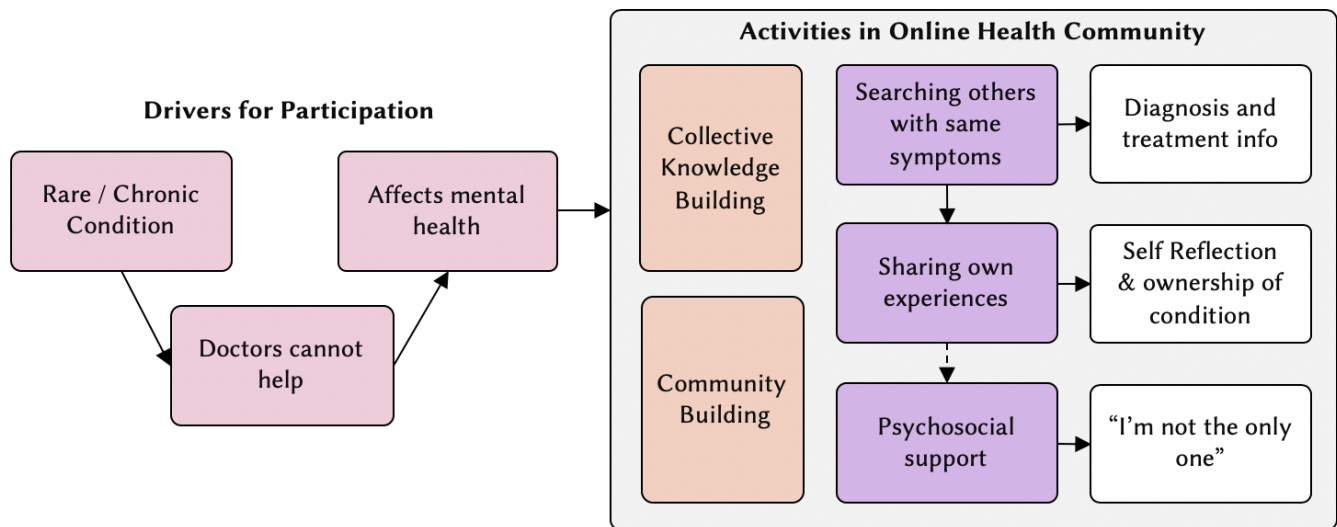 Activities in Online Health Community
Drivers for Participation
Rare / Chronic
Condition
Doctors cannot
help
Affects mental
health
Collective
Knowledge
Building
Community
Building
Searching others
with same
symptoms
Diagnosis and
treatment info
Sharing own
experiences
Self Reflection
& ownership of
condition
Psychosocial
support
“I’m not the only
one”